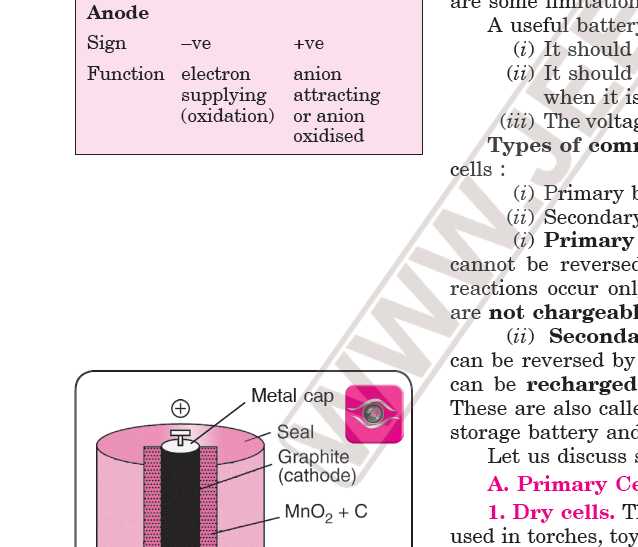 Anode
Sign –ve +ve
Function electron anion
supplying attracting
(oxidation) or anion
oxidised
⊕
Metal cap
Seal
Graphite
(cathode)
MnO₂ + C
are some limitation
A useful battery
(i) It should
(ii) It should
when it is
(iii) The voltag
Types of comm
cells :
(i) Primary b
(ii) Secondary
(i) Primary
cannot be reversed
reactions occur onl
are not chargeabl
(ii) Seconda
can be reversed by
can be recharged
These are also calle
storage battery and
Let us discuss s
A. Primary Ce
1. Dry cells. Th
used in torches, toy
WWW.JEE